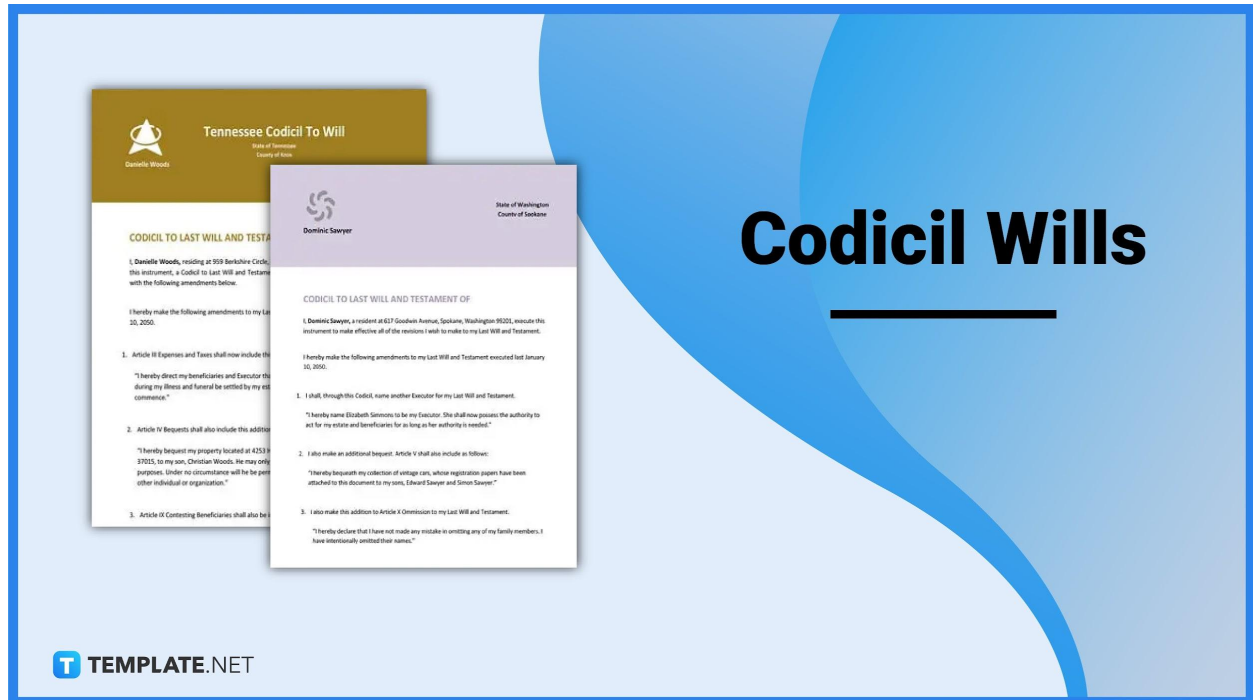 Tennessee Codicil To Will
State of Tennessee
County of Knox
Danielle Woods
CODICIL TO LAST WILL AND TESTA
I, Danielle Woods, residing at 959 Berkshire Circle,
this instrument, a Codicil to Last Will and Testame
with the following amendments below.
I hereby make the following amendments to my La
10, 2050.
1. Article III Expenses and Taxes shall now include th
"I hereby direct my beneficiaries and Executor tha
during my illness and funeral be settled by my est
commence."
2. Article IV Bequests shall also include this addition
"I hereby bequest my property located at 4253
37015, to my son, Christian Woods. He may only
purposes. Under no circumstance will he be perm
other individual or organization."
3. Article IX Contesting Beneficiaries shall also be i
Dominic Sawyer
State of Washington
County of Spokane
CODICIL TO LAST WILL AND TESTAMENT OF
I, Dominic Sawyer, a resident at 617 Goodwin Avenue, Spokane, Washington 99201, execute this
instrument to make effective all of the revisions I wish to make to my Last Will and Testament.
I hereby make the following amendments to my Last Will and Testament executed last January
10, 2050.
1. I shall, through this Codicil, name another Executor for my Last Will and Testament.
"I hereby name Elizabeth Simmons to be my Executor. She shall now possess the authority to
act for my estate and beneficiaries for as long as her authority is needed."
2. I also make an additional bequest. Article V shall also include as follows:
"I hereby bequeath my collection of vintage cars, whose registration papers have been
attached to this document to my sons, Edward Sawyer and Simon Sawyer."
3. I also make this addition to Article X Ommission to my Last Will and Testament.
"I hereby declare that I have not made any mistake in omitting any of my family members. I
have intentionally omitted their names."
Codicil Wills
T TEMPLATE.NET